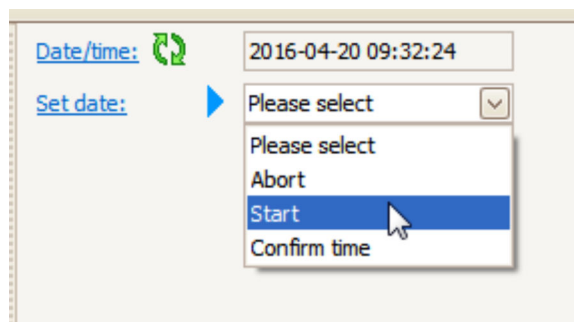 Date/time: 2016-04-20 09:32:24
Set date: Please select
Please select
Abort
Start
Confirm time